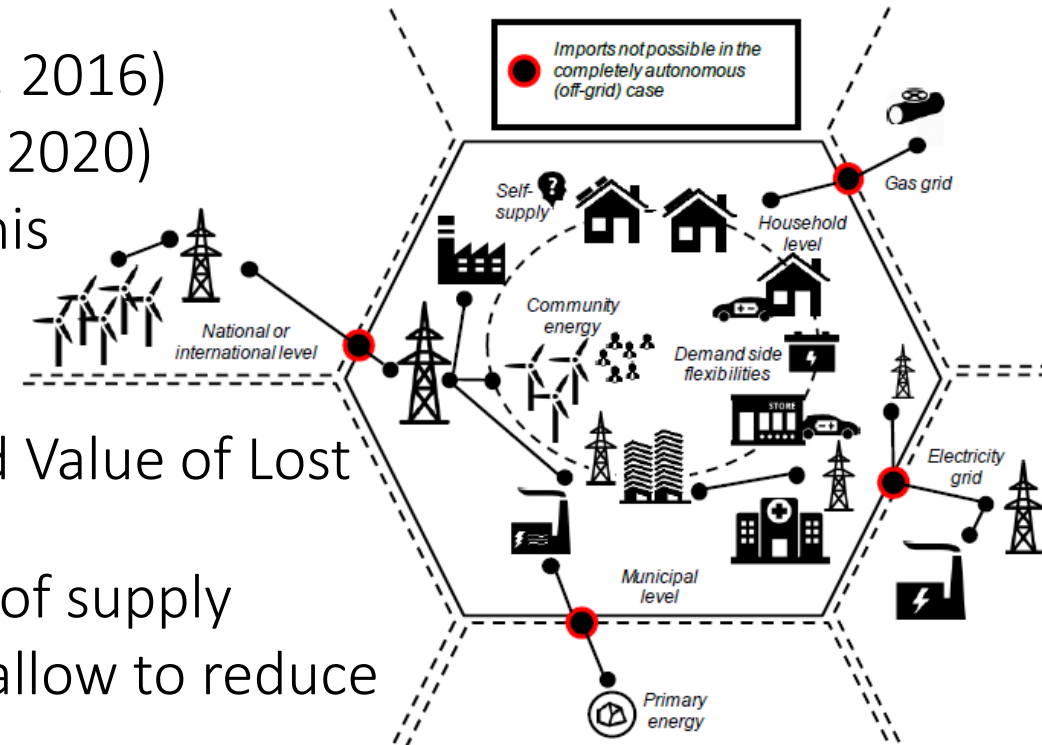 2016)
2020)
his
d Value of Lost
of supply
allow to reduce
Imports not possible in the
completely autonomous
(off-grid) case
Gas grid
Self-
supply
?
Household
level
Community
energy
National or
international level
Demand side
flexibilities
STORE
Electricity
grid
Municipal
level
Primary
energy